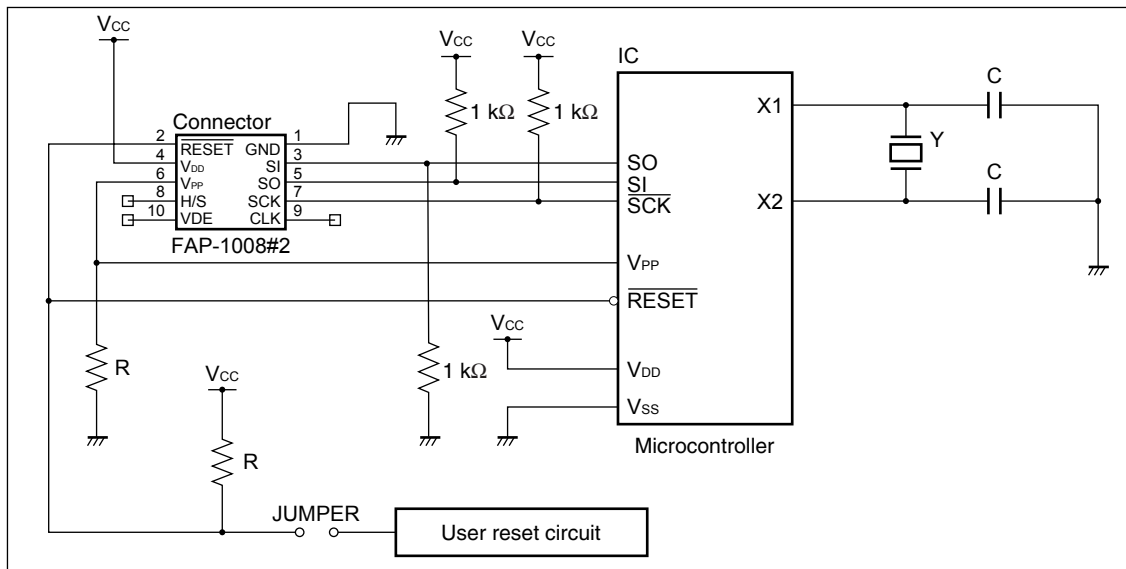 VCC
VCC
VCC
IC
1 kΩ
1 kΩ
C
X1
Connector
2
RESET
GND
1
4
VDD
SI
3
6
VPP
SO
5
8
H/S
SCK
7
10
VDE
CLK
9
FAP-1008#2
SO
SI
SCK
Y
X2
C
VPP
RESET
VCC
R
VCC
1 kΩ
VDD
VSS
Microcontroller
R
JUMPER
User reset circuit